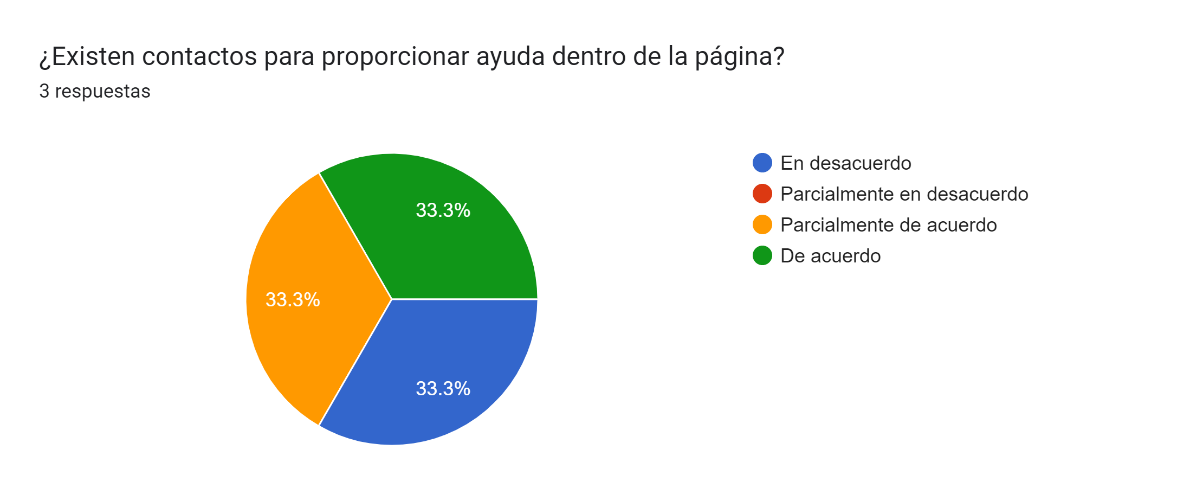 ¿Existen contactos para proporcionar ayuda dentro de la página?
3 respuestas
En desacuerdo
Parcialmente en desacuerdo
Parcialmente de acuerdo
De acuerdo
33.3%
33.3%
33.3%